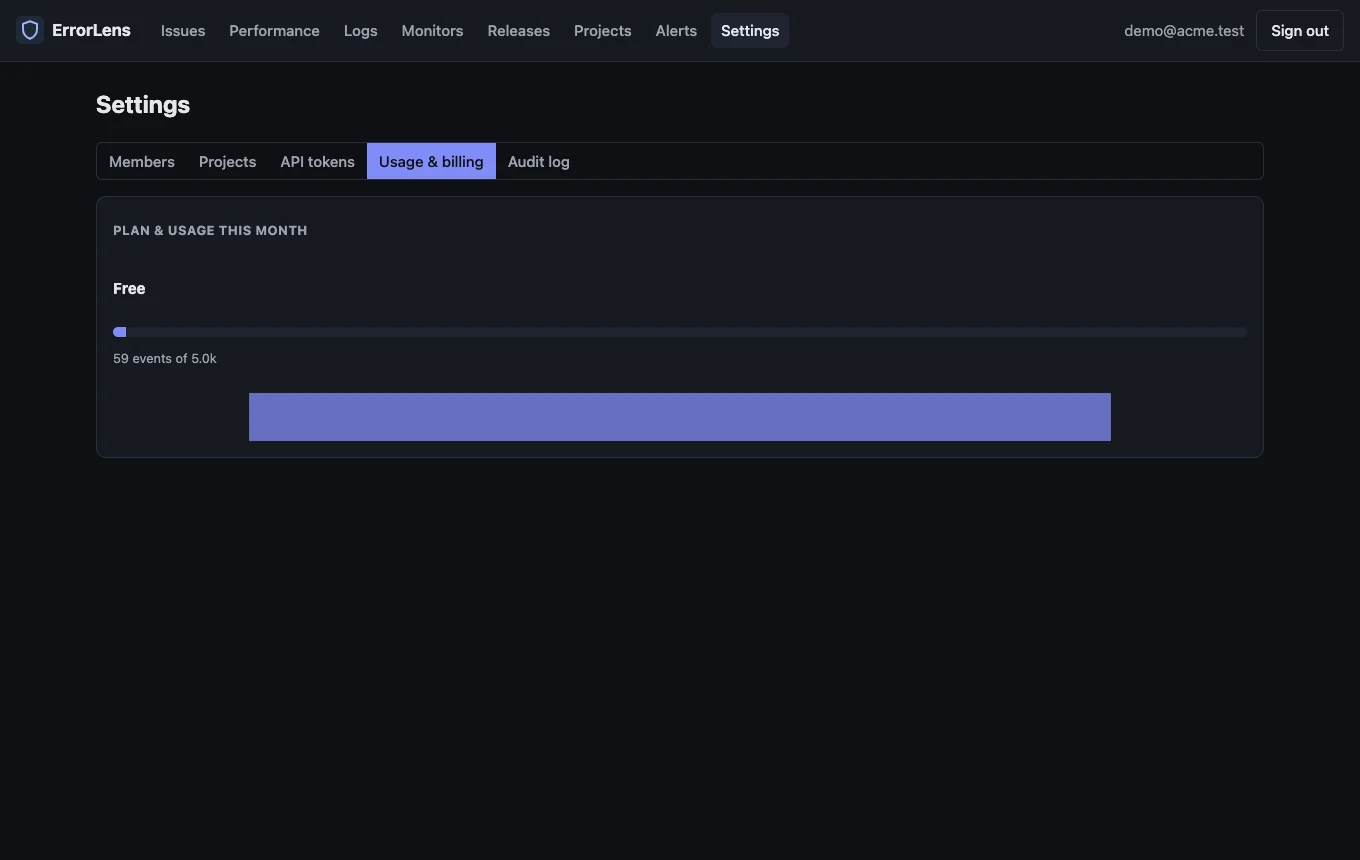 ErrorLens Issues Performance Logs Monitors Releases Projects Alerts Settings demo@acme.test Sign out
Settings
Members Projects API tokens Usage & billing Audit log
PLAN & USAGE THIS MONTH
Free
59 events of 5.0k